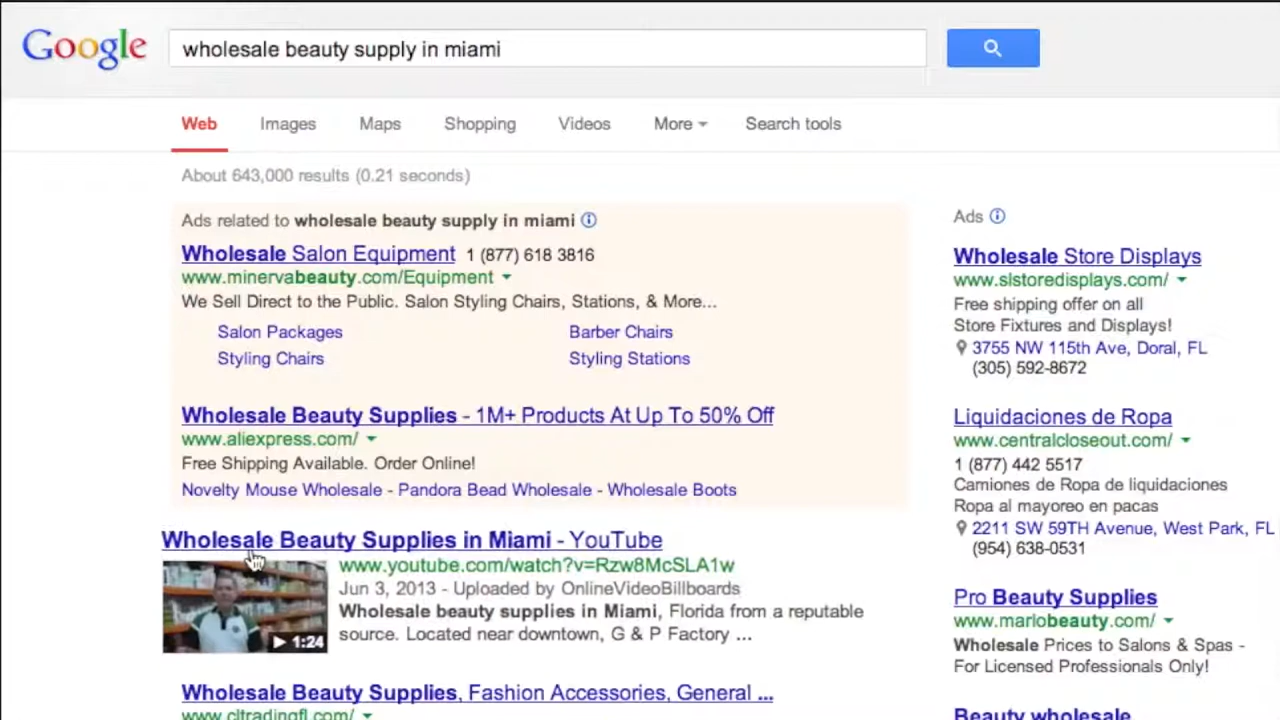 Google
wholesale beauty supply in miami
Web Images Maps Shopping Videos More Search tools
About 643,000 results (0.21 seconds)
Ads related to wholesale beauty supply in miami
Wholesale Salon Equipment 1 (877) 618 3816
www.minervabeauty.com/Equipment
We Sell Direct to the Public. Salon Styling Chairs, Stations, & More...
Salon Packages Barber Chairs
Styling Chairs Styling Stations
Wholesale Beauty Supplies - 1M+ Products At Up To 50% Off
www.aliexpress.com/
Free Shipping Available. Order Online!
Novelty Mouse Wholesale - Pandora Bead Wholesale - Wholesale Boots
Wholesale Beauty Supplies in Miami - YouTube
www.youtube.com/watch?v=Rzw8McSLA1w
Jun 3, 2013 - Uploaded by OnlineVideoBillboards
Wholesale beauty supplies in Miami, Florida from a reputable
source. Located near downtown, G & P Factory ...
1:24
Wholesale Beauty Supplies, Fashion Accessories, General ...
www.cltradingfl.com/
Ads
Wholesale Store Displays
www.slstoredisplays.com/
Free shipping offer on all
Store Fixtures and Displays!
3755 NW 115th Ave, Doral, FL
(305) 592-8672
Liquidaciones de Ropa
www.centralcloseout.com/
1 (877) 442 5517
Camiones de Ropa de liquidaciones
Ropa al mayoreo en pacas
2211 SW 59TH Avenue, West Park, FL
(954) 638-0531
Pro Beauty Supplies
www.marlobeauty.com/
Wholesale Prices to Salons & Spas -
For Licensed Professionals Only!
Beauty wholesale